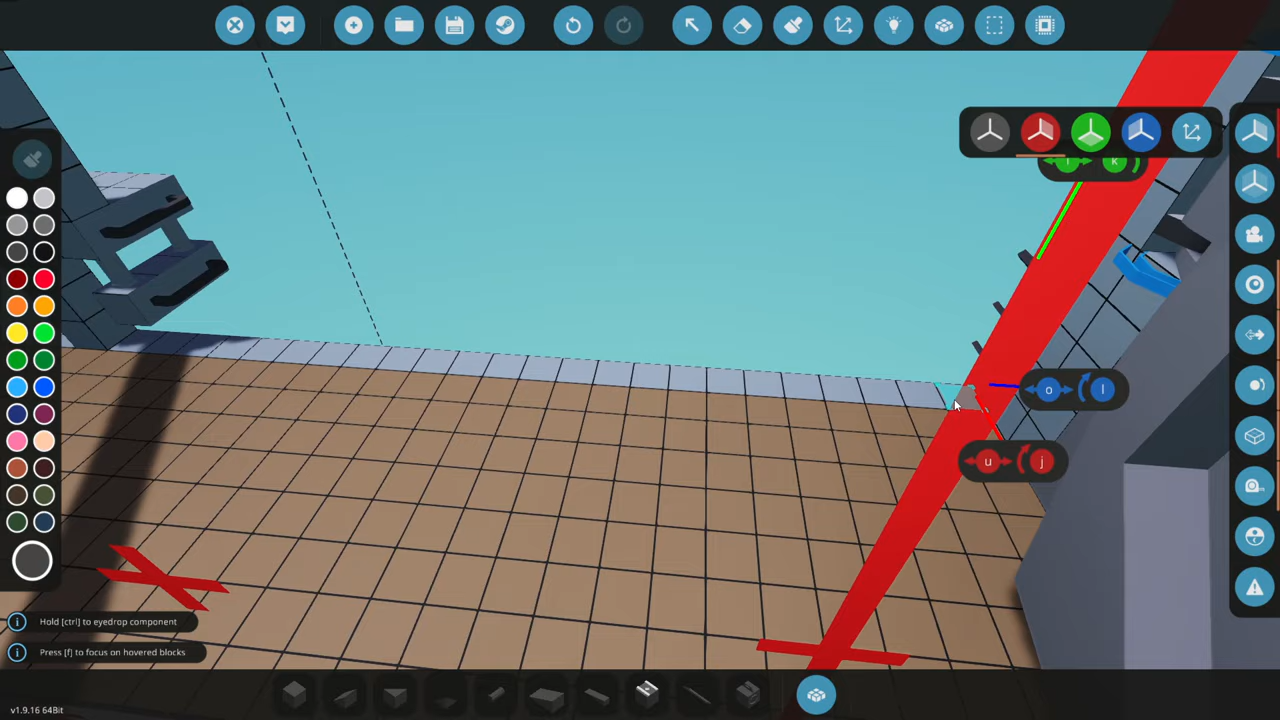 i k
o l
u j
Hold [ctrl] to eyedrop component
Press [f] to focus on hovered blocks
v1.9.16 64Bit